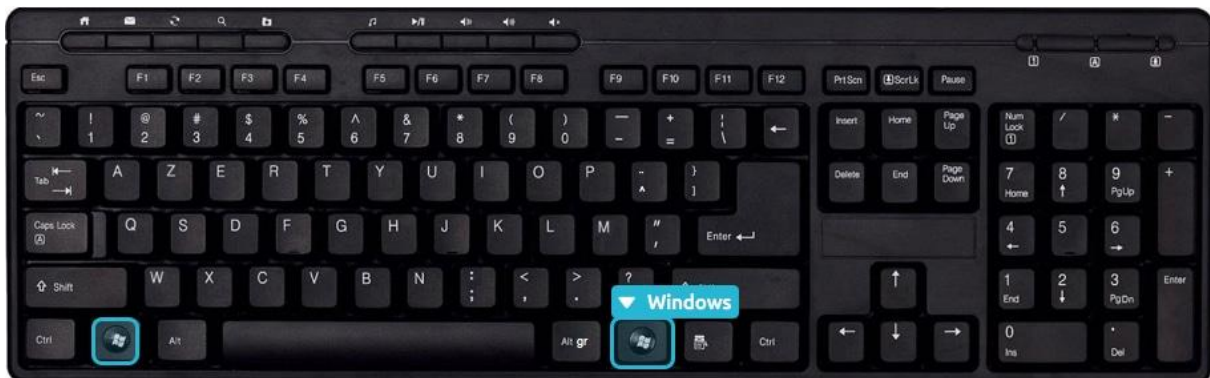 Esc F1 F2 F3 F4 F5 F6 F7 F8 F9 F10 F11 F12 PrtScn ScrLk Pause
1 A
~ ! @ # $ % ^ & * ( ) — + ¦ Insert Home Page Up Num Lock / * -
` 1 2 3 4 5 6 7 8 9 0 - = \ 1
Tab A Z E R T Y U I O P ¨ } Delete End Page Down 7 8 9 +
^ ] Home PgUp
Caps Lock Q S D F G H J K L M " Enter 4 5 6
A ,
Shift W X C V B N : < > ? 1 2 3 Enter
; , . End PgDn
Windows
Ctrl Alt Alt gr Ctrl 0 .
Ins Del